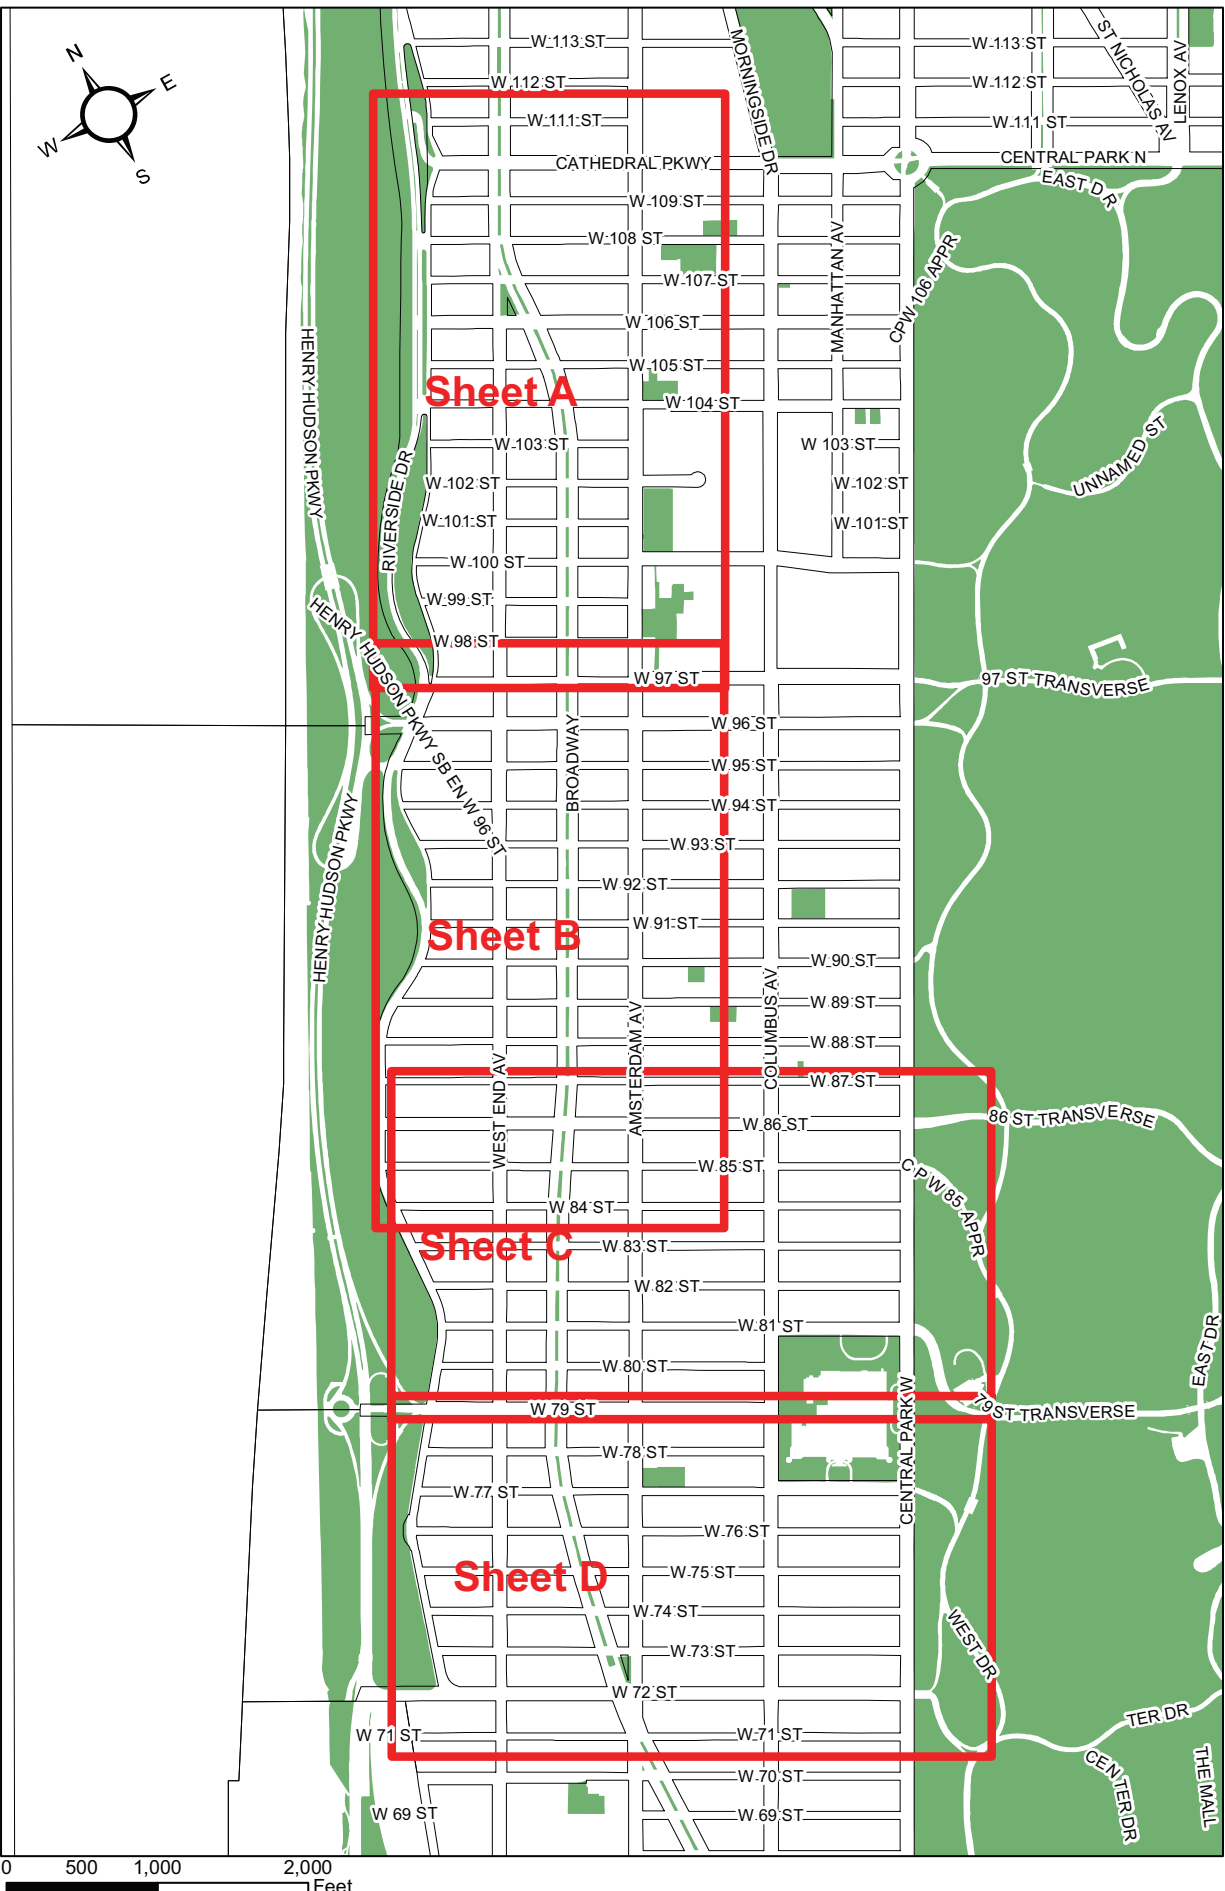 N
E
W
S
W 113 ST
W 112 ST
W 111 ST
CATHEDRAL PKWY
W 109 ST
W 108 ST
W 107 ST
W 106 ST
W 105 ST
W 104 ST
W 103 ST
W 102 ST
W 101 ST
W 100 ST
W 99 ST
W 98 ST
W 97 ST
MORNINGSIDE DR
W 113 ST
W 112 ST
W 111 ST
ST NICHOLAS AV
LENOX AV
CENTRAL PARK N
EAST D R
MANHATTAN AV
CPW 106 APPR
HENRY HUDSON PKWY
RIVERSIDE DR
Sheet A
W 103 ST
W 102 ST
W 101 ST
UNNAMED ST
HENRY HUDSON PKWY SB EN W 96 ST
97 ST TRANSVERSE
BROADWAY
W 96 ST
W 95 ST
W 94 ST
W 93 ST
W 92 ST
W 91 ST
Sheet B
W 90 ST
W 89 ST
W 88 ST
W 87 ST
HENRY HUDSON PKWY
WEST END AV
AMSTERDAM AV
COLUMBUS AV
W 86 ST
86 ST TRANSVERSE
W 85 ST
C P W 85 APPR
W 84 ST
Sheet C
W 83 ST
W 82 ST
W 81 ST
W 80 ST
W 79 ST
79 ST TRANSVERSE
EAST DR
CENTRAL PARK W
W 78 ST
W 77 ST
W 76 ST
Sheet D
W 75 ST
W 74 ST
W 73 ST
WEST DR
W 72 ST
W 71 ST
W 71 ST
TER DR
CEN TER DR
THE MALL
W 70 ST
W 69 ST
W 69 ST
0 500 1,000 2,000
Feet